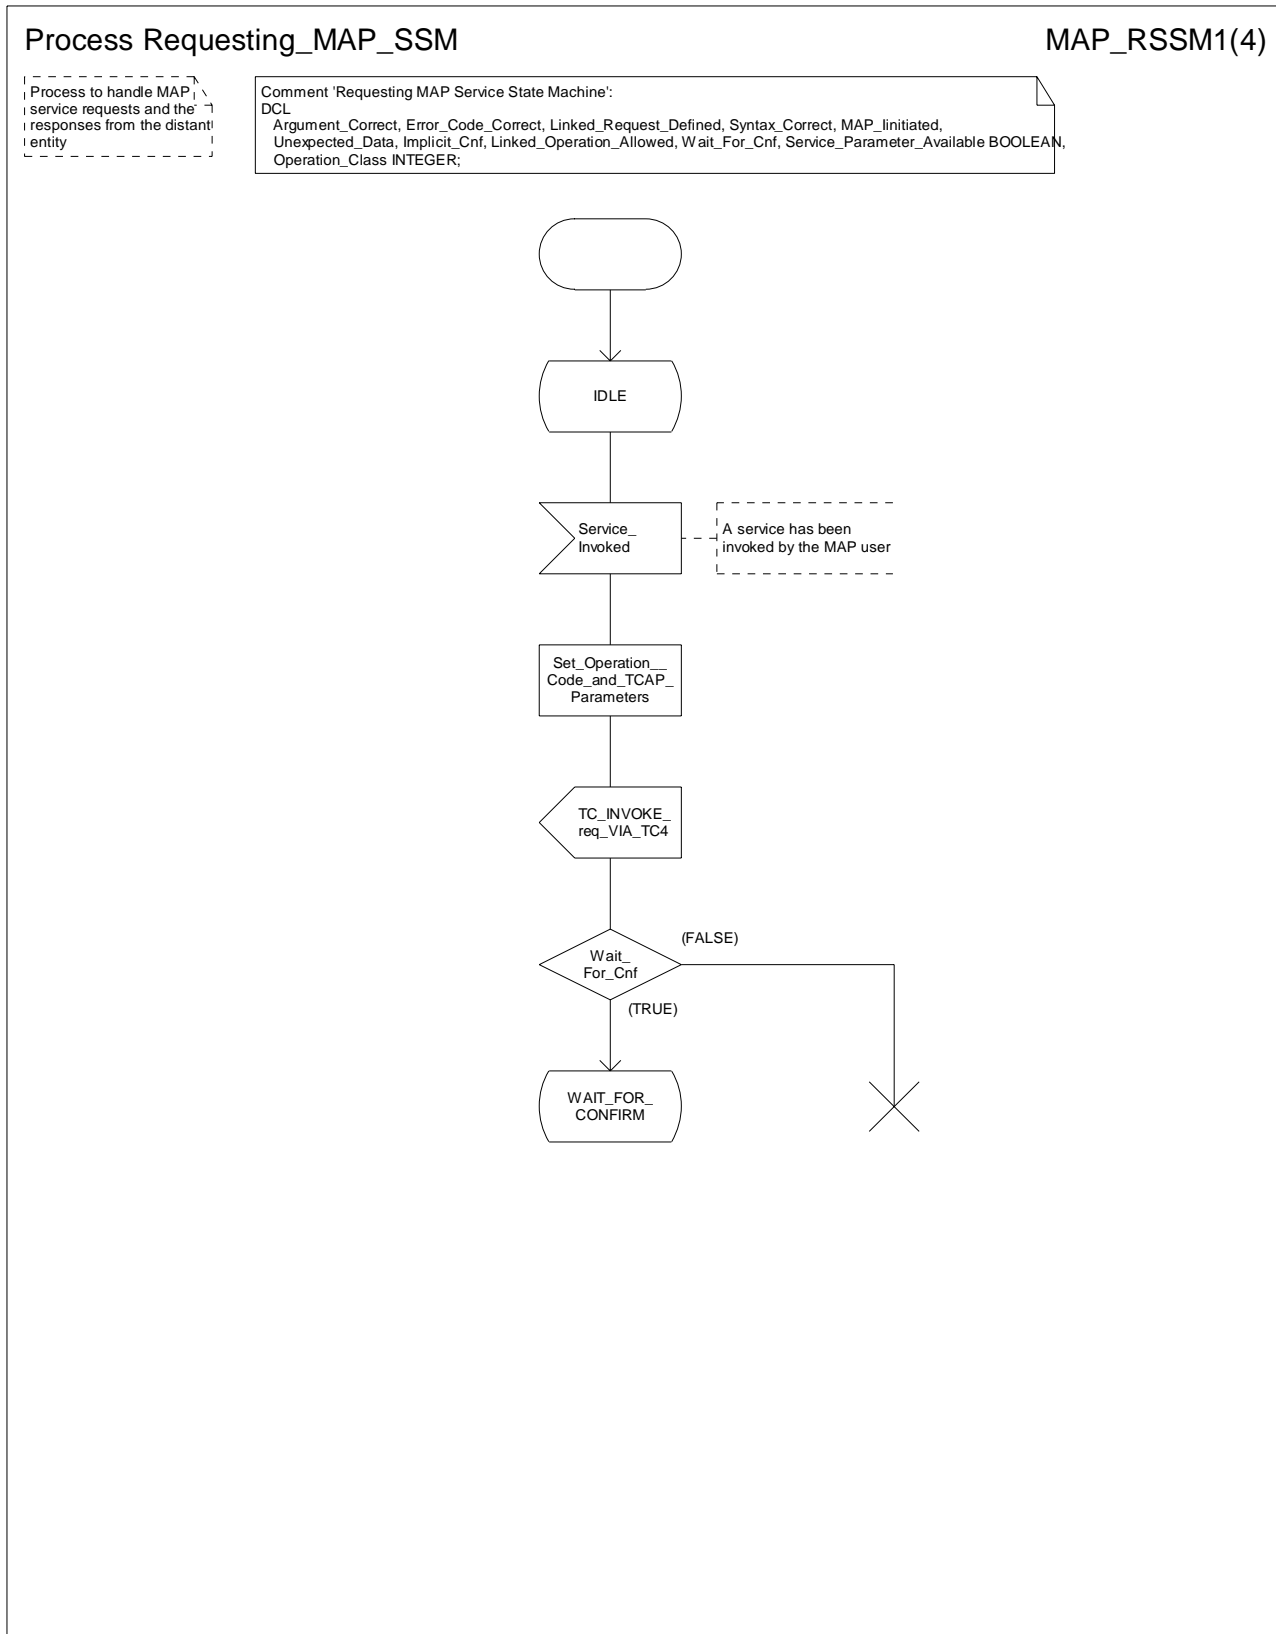 Process Requesting_MAP_SSM
MAP_RSSM1(4)
Process to handle MAP
service requests and the
responses from the distant
entity
Comment 'Requesting MAP Service State Machine':
DCL
Argument_Correct, Error_Code_Correct, Linked_Request_Defined, Syntax_Correct, MAP_Iinitiated,
Unexpected_Data, Implicit_Cnf, Linked_Operation_Allowed, Wait_For_Cnf, Service_Parameter_Available BOOLEAN,
Operation_Class INTEGER;
IDLE
Service_
Invoked
A service has been
invoked by the MAP user
Set_Operation__
Code_and_TCAP_
Parameters
TC_INVOKE_
req_VIA_TC4
Wait_
For_Cnf
(FALSE)
(TRUE)
WAIT_FOR_
CONFIRM